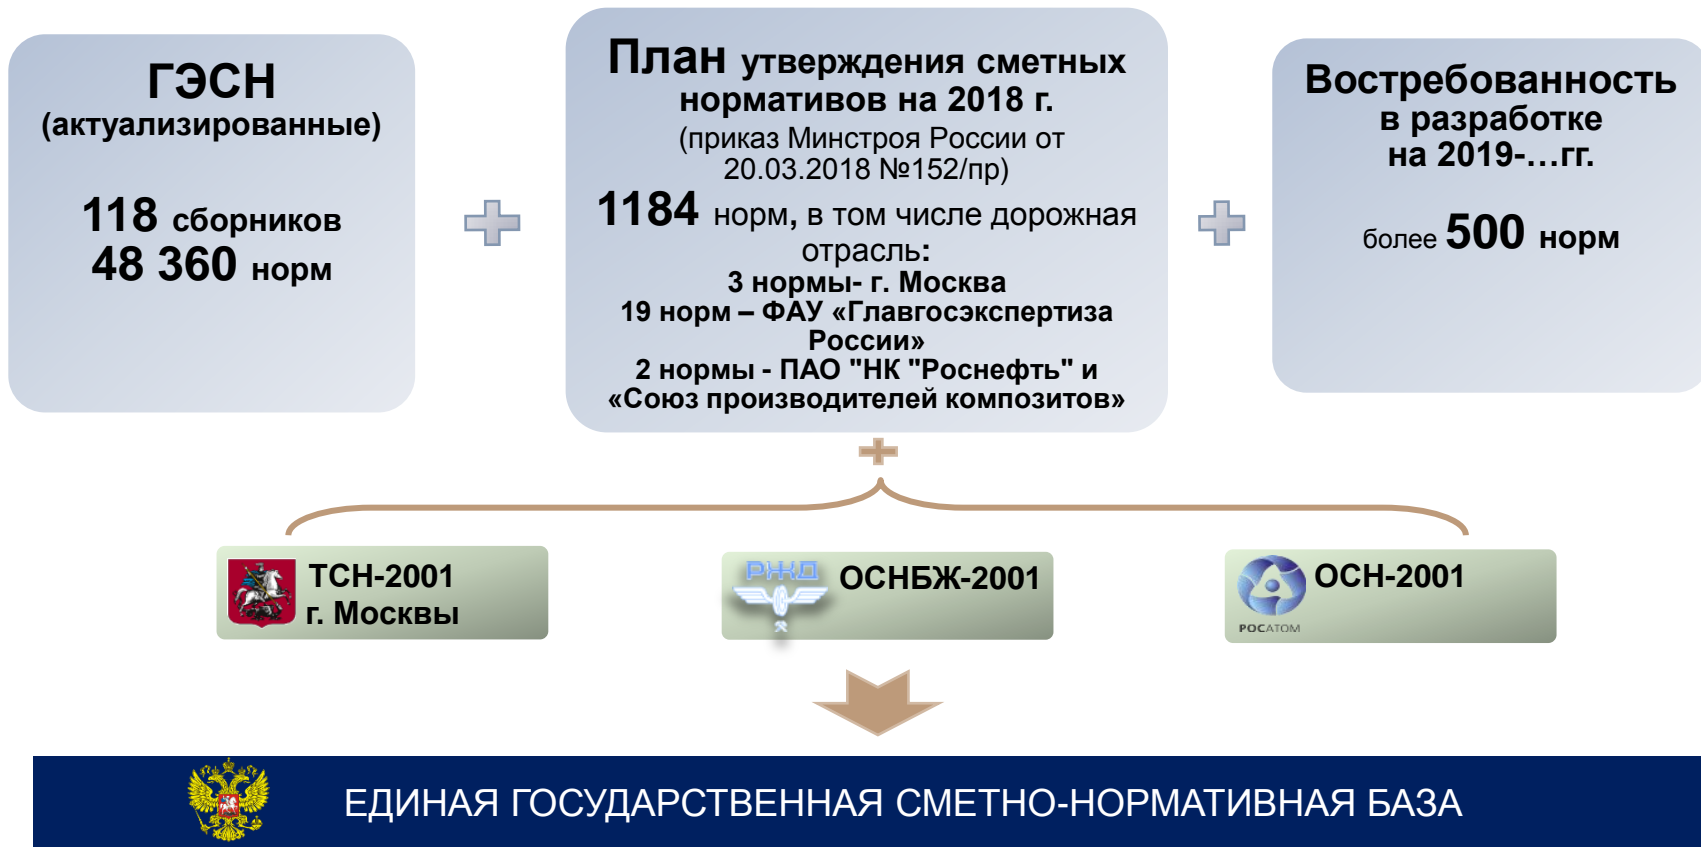 ГЭСН
(актуализированные)
118 сборников
48 360 норм
План утверждения сметных
нормативов на 2018 г.
(приказ Минстроя России от
20.03.2018 №152/пр)
1184 норм, в том числе дорожная
отрасль:
3 нормы- г. Москва
19 норм – ФАУ «Главгосэкспертиза
России»
2 нормы - ПАО "НК "Роснефть" и
«Союз производителей композитов»
Востребованность
в разработке
на 2019-...гг.
более 500 норм
ТСН-2001
г. Москвы
РЖД
ОСНБЖ-2001
РОСАТОМ
ОСН-2001
ЕДИНАЯ ГОСУДАРСТВЕННАЯ СМЕТНО-НОРМАТИВНАЯ БАЗА